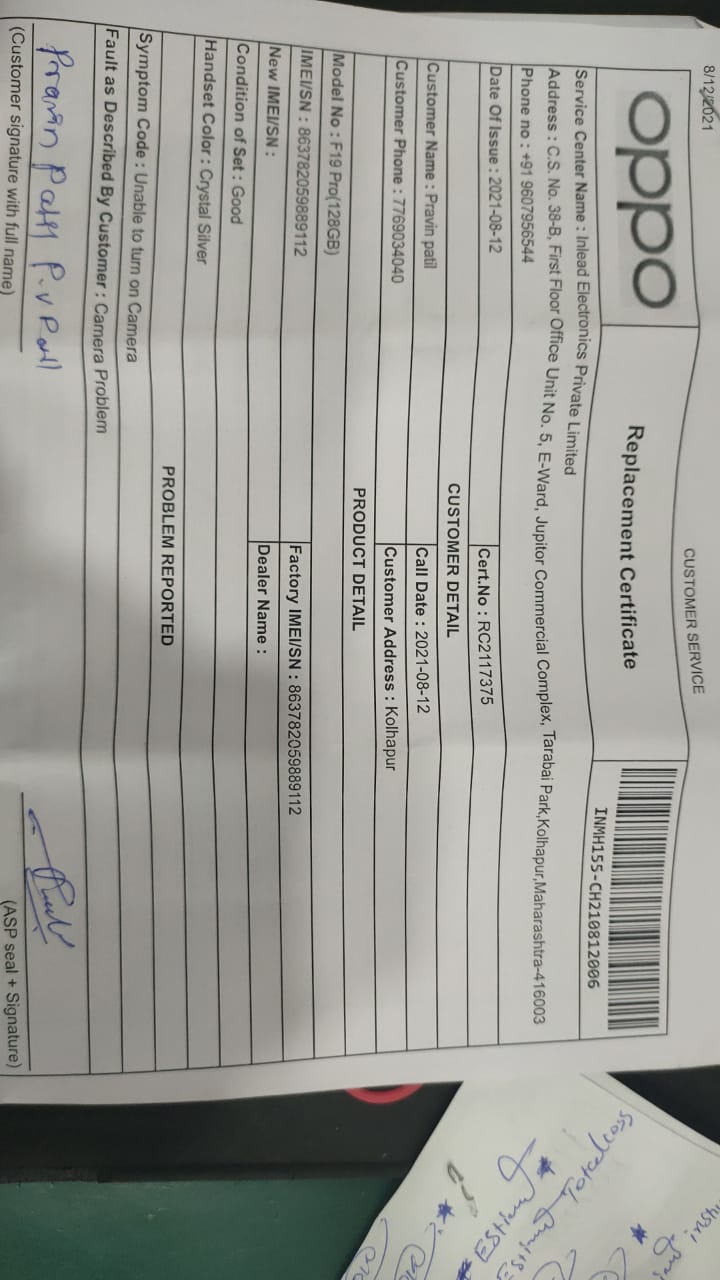 8/12/2021
CUSTOMER SERVICE
oppo
Replacement Certificate
INMH155-CH210812006
Service Center Name : Inlead Electronics Private Limited
Address : C.S. No. 38-B, First Floor Office Unit No. 5, E-Ward, Jupitor Commercial Complex, Tarabai Park,Kolhapur,Maharashtra-416003
Phone no : +91 9607956544
Date Of Issue : 2021-08-12 Cert.No : RC2117375
CUSTOMER DETAIL
Customer Name : Pravin patil Call Date : 2021-08-12
Customer Phone : 7769034040 Customer Address : Kolhapur
PRODUCT DETAIL
Model No : F19 Pro(128GB)
IMEI/SN : 863782059889112 Factory IMEI/SN : 863782059889112
New IMEI/SN : Dealer Name :
Condition of Set : Good
Handset Color : Crystal Silver
PROBLEM REPORTED
Symptom Code : Unable to turn on Camera
Fault as Described By Customer : Camera Problem
Pravin Patil P.v Patil
(Customer signature with full name) (ASP seal + Signature)